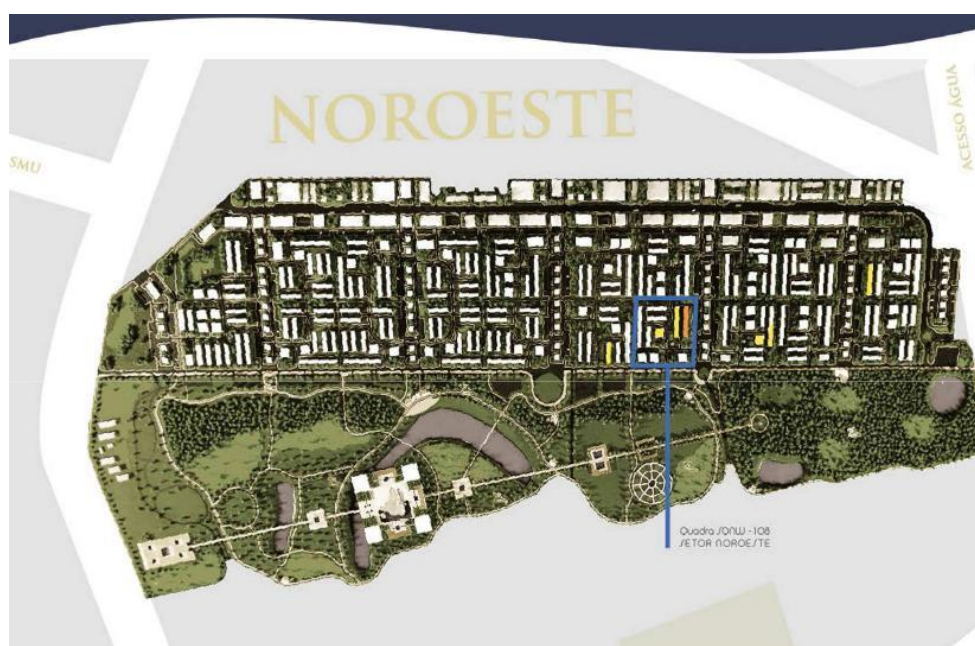 NOROESTE
SMU
ACESSO ÁGUA
Quadra SQNW - 108
SETOR NOROESTE